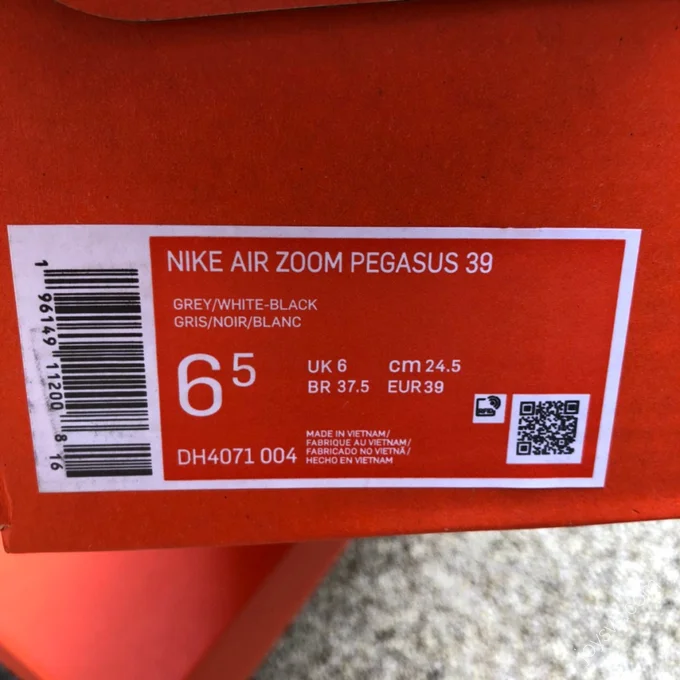 NIKE AIR ZOOM PEGASUS 39
GREY/WHITE-BLACK
GRIS/NOIR/BLANC
6 5
UK 6 cm 24.5
BR 37.5 EUR 39
DH4071 004
MADE IN VIETNAM/
FABRIQUE AU VIETNAM/
FABRICADO NO VIETNÃ/
HECHO EN VIETNAM
1 96149 11200 8 16